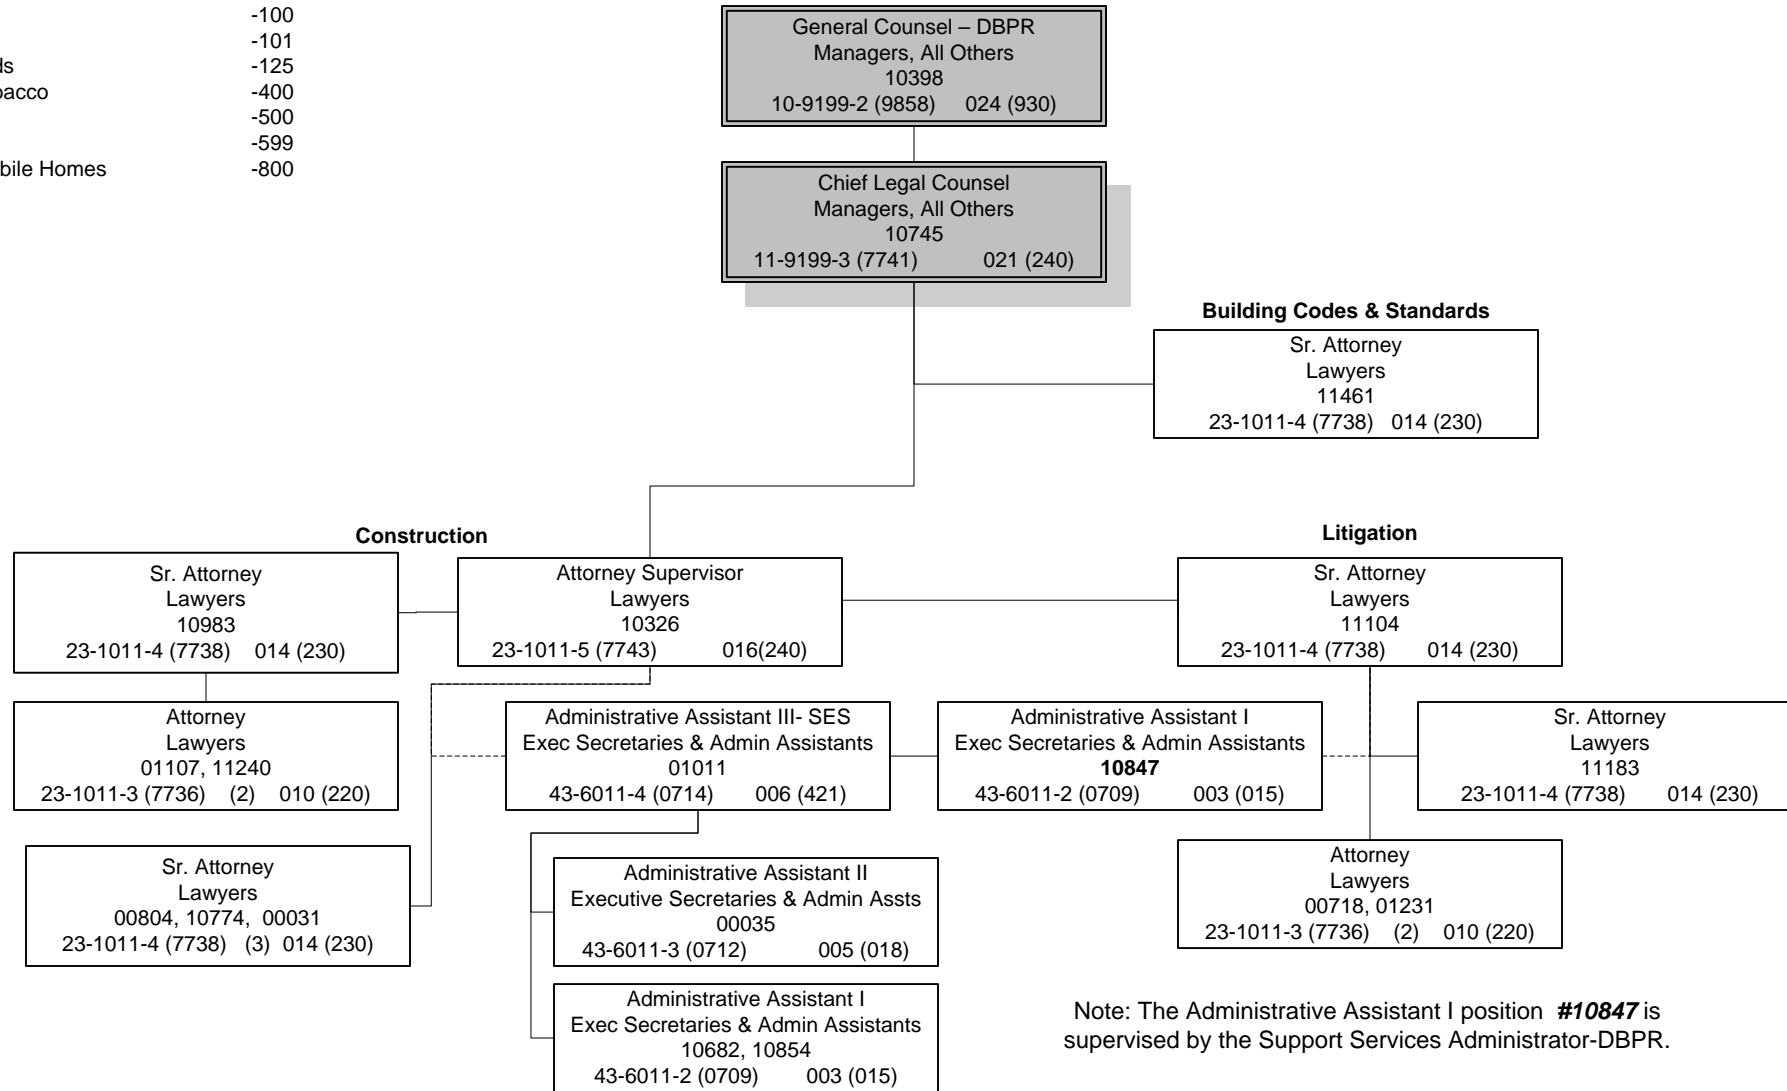 -100
-101
ds -125
bacco -400
-500
-599
bile Homes -800
General Counsel – DBPR
Managers, All Others
10398
10-9199-2 (9858) 024 (930)
Chief Legal Counsel
Managers, All Others
10745
11-9199-3 (7741) 021 (240)
Building Codes & Standards
Sr. Attorney
Lawyers
11461
23-1011-4 (7738) 014 (230)
Construction
Litigation
Sr. Attorney
Lawyers
10983
23-1011-4 (7738) 014 (230)
Attorney Supervisor
Lawyers
10326
23-1011-5 (7743) 016(240)
Sr. Attorney
Lawyers
11104
23-1011-4 (7738) 014 (230)
Attorney
Lawyers
01107, 11240
23-1011-3 (7736) (2) 010 (220)
Administrative Assistant III- SES
Exec Secretaries & Admin Assistants
01011
43-6011-4 (0714) 006 (421)
Administrative Assistant I
Exec Secretaries & Admin Assistants
10847
43-6011-2 (0709) 003 (015)
Sr. Attorney
Lawyers
11183
23-1011-4 (7738) 014 (230)
Sr. Attorney
Lawyers
00804, 10774, 00031
23-1011-4 (7738) (3) 014 (230)
Administrative Assistant II
Executive Secretaries & Admin Assts
00035
43-6011-3 (0712) 005 (018)
Attorney
Lawyers
00718, 01231
23-1011-3 (7736) (2) 010 (220)
Administrative Assistant I
Exec Secretaries & Admin Assistants
10682, 10854
43-6011-2 (0709) 003 (015)
Note: The Administrative Assistant I position #10847 is
supervised by the Support Services Administrator-DBPR.